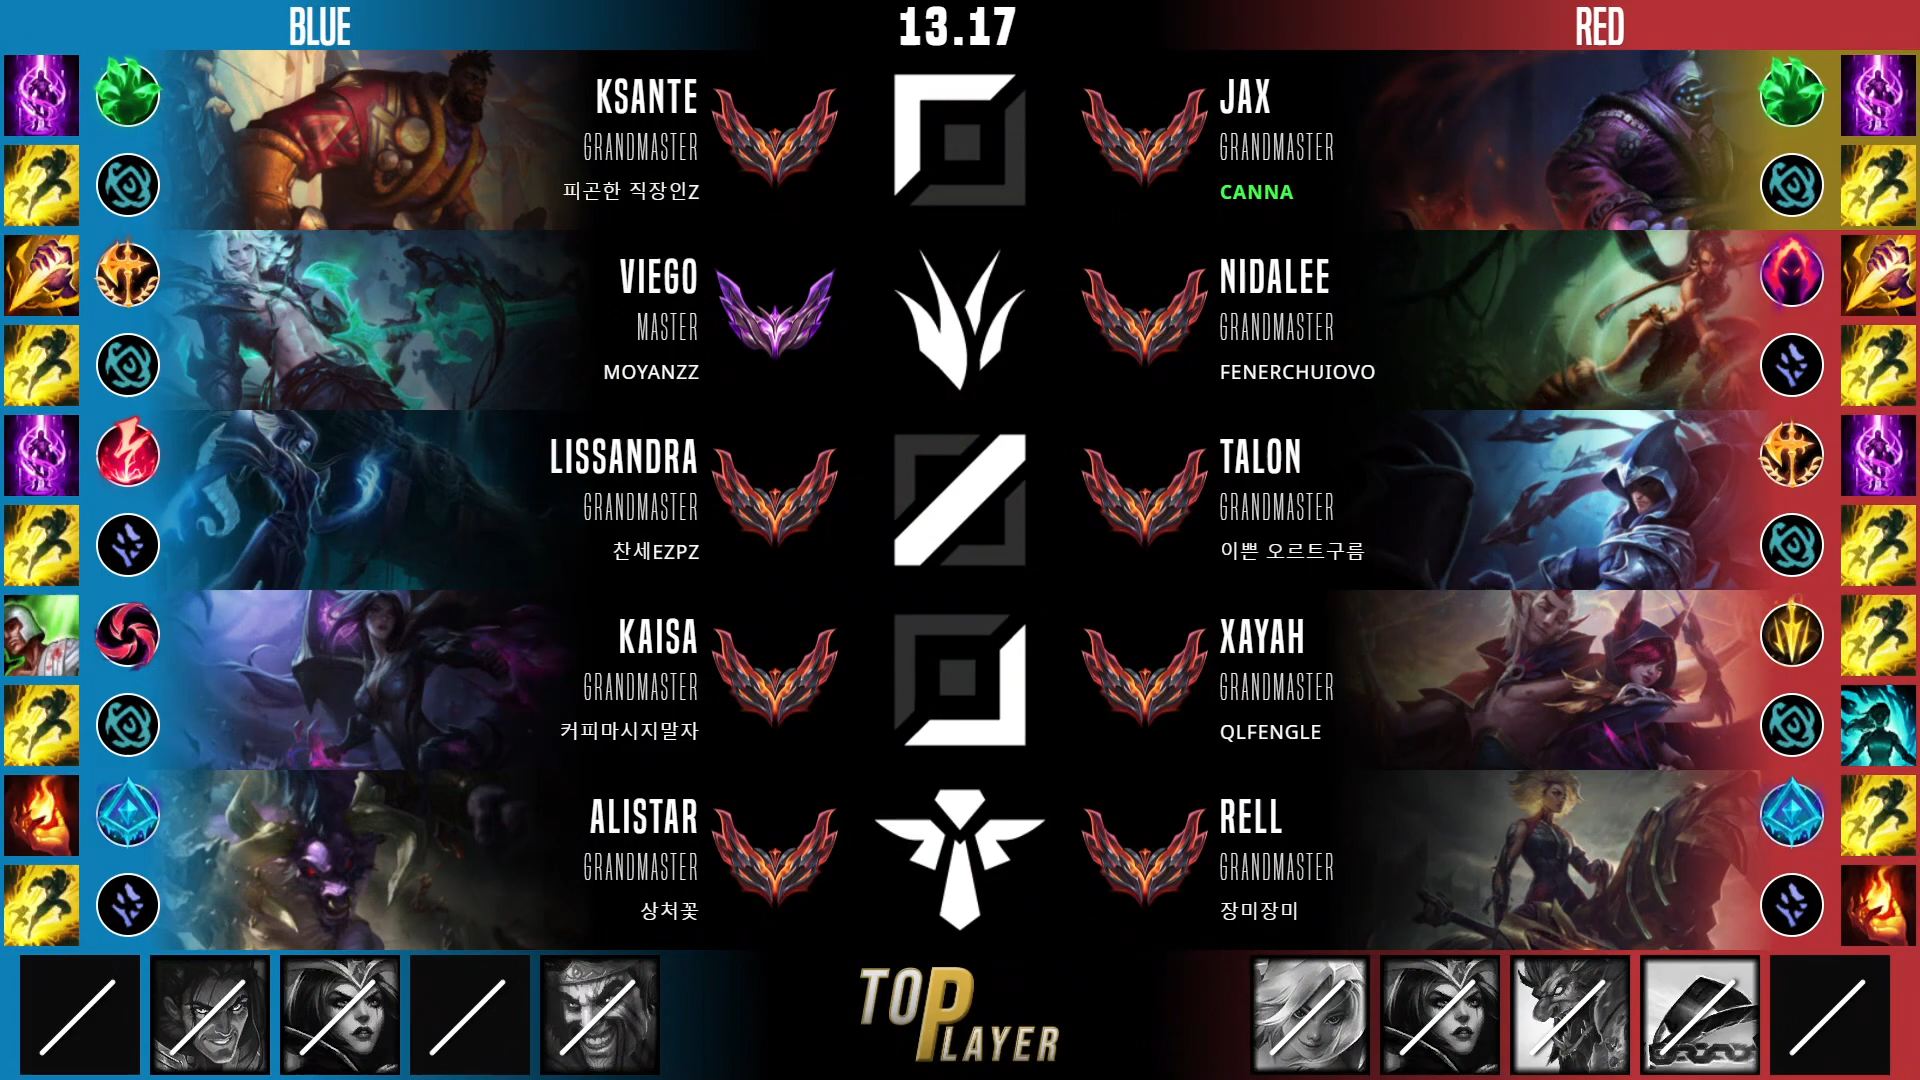 BLUE
13.17
RED
KSANTE
GRANDMASTER
피곤한 직장인Z
JAX
GRANDMASTER
CANNA
VIEGO
MASTER
MOYANZZ
NIDALEE
GRANDMASTER
FENERCHUIOVO
LISSANDRA
GRANDMASTER
찬세EZPZ
TALON
GRANDMASTER
이쁜 오르트구름
KAISA
GRANDMASTER
커피마시지말자
XAYAH
GRANDMASTER
QLFENGLE
ALISTAR
GRANDMASTER
상처꽃
RELL
GRANDMASTER
장미장미
TOP
PLAYER